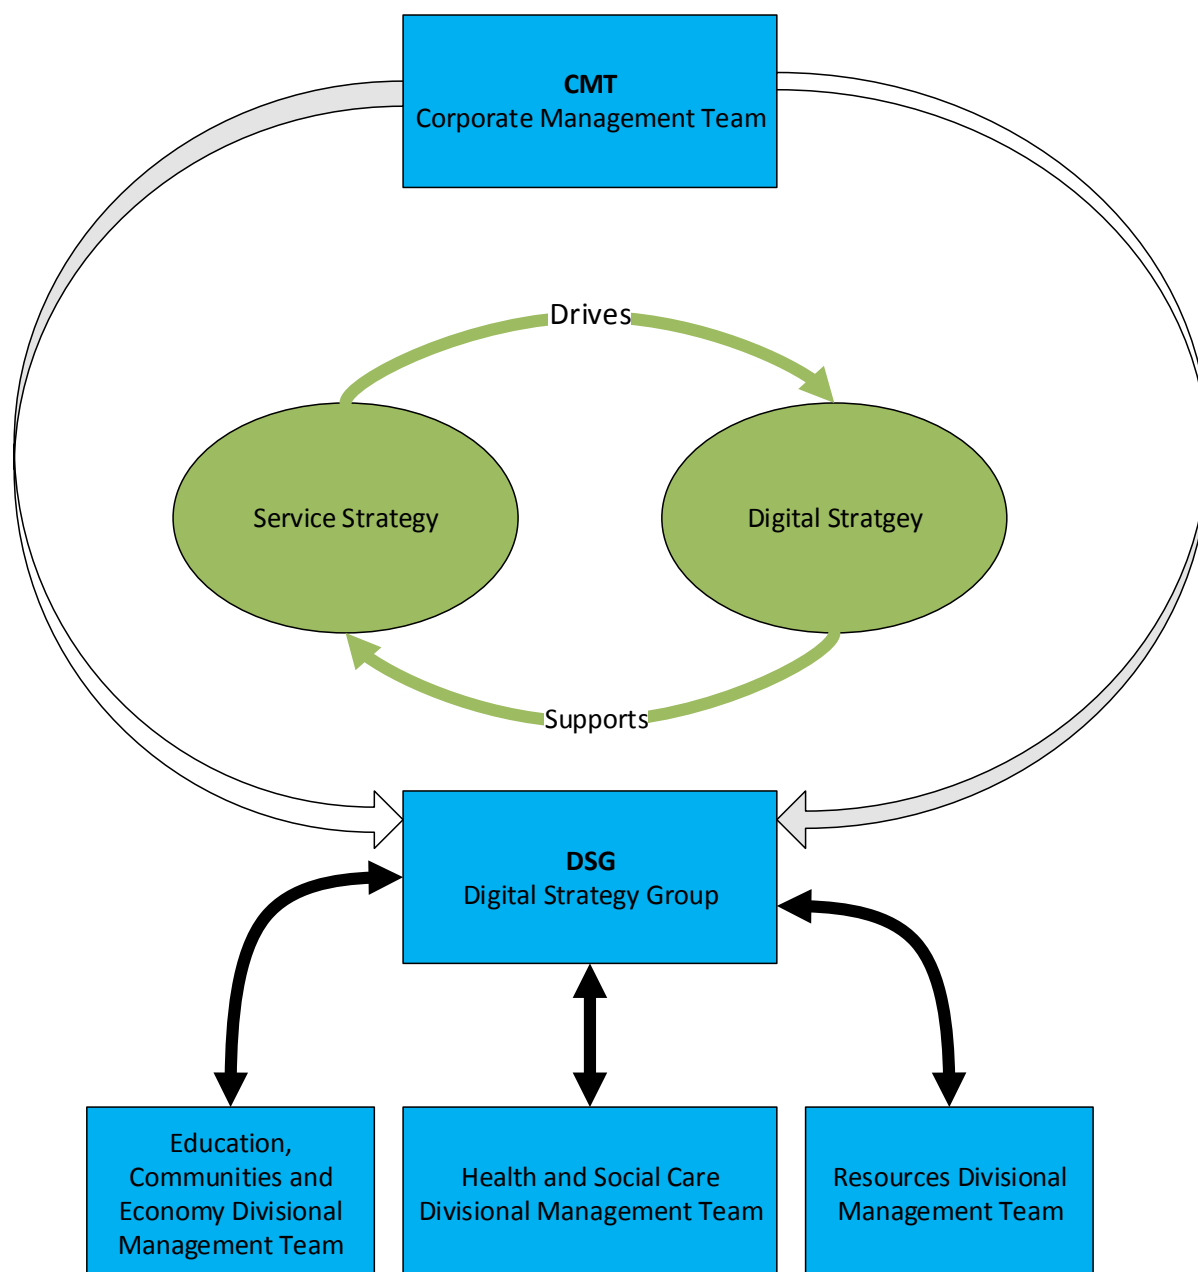 CMT
Corporate Management Team
Drives
Service Strategy
Digital Stratgey
Supports
DSG
Digital Strategy Group
Education,
Communities and
Economy Divisional
Management Team
Health and Social Care
Divisional Management Team
Resources Divisional
Management Team